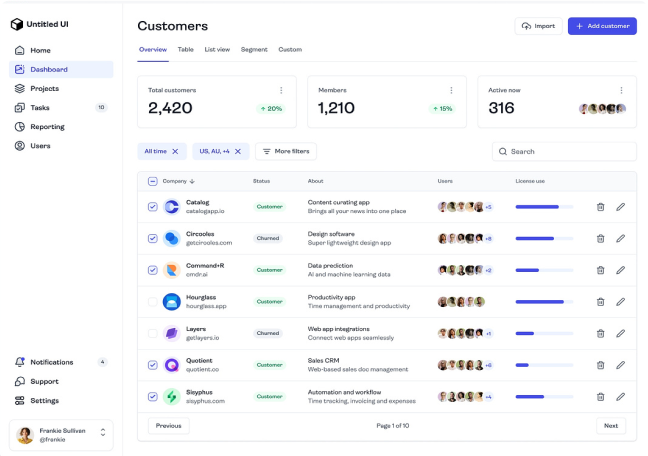 Untitled UI
Home
Dashboard
Projects
Tasks 10
Reporting
Users
Notifications 4
Support
Settings
Frankie Sullivan
@frankie
Customers
Import
Add customer
Overview Table List view Segment Custom
Total customers
2,420
20%
Members
1,210
15%
Active now
316
All time
US, AU, +4
More filters
Search
Company Status About Users License use
Catalog
catalogapp.io
Customer
Content curating app
Brings all your news into one place
+5
Circooles
getcirooles.com
Churned
Design software
Super lightweight design app
+8
Command+R
cmdr.ai
Customer
Data prediction
AI and machine learning data
+2
Hourglass
hourglass.app
Customer
Productivity app
Time management and productivity
Layers
getlayers.io
Churned
Web app integrations
Connect web apps seamlessly
+1
Quotient
quotient.co
Customer
Sales CRM
Web-based sales doc management
+6
Sisyphus
sisyphus.com
Customer
Automation and workflow
Time tracking, invoicing and expenses
+4
Previous
Page 1 of 10
Next